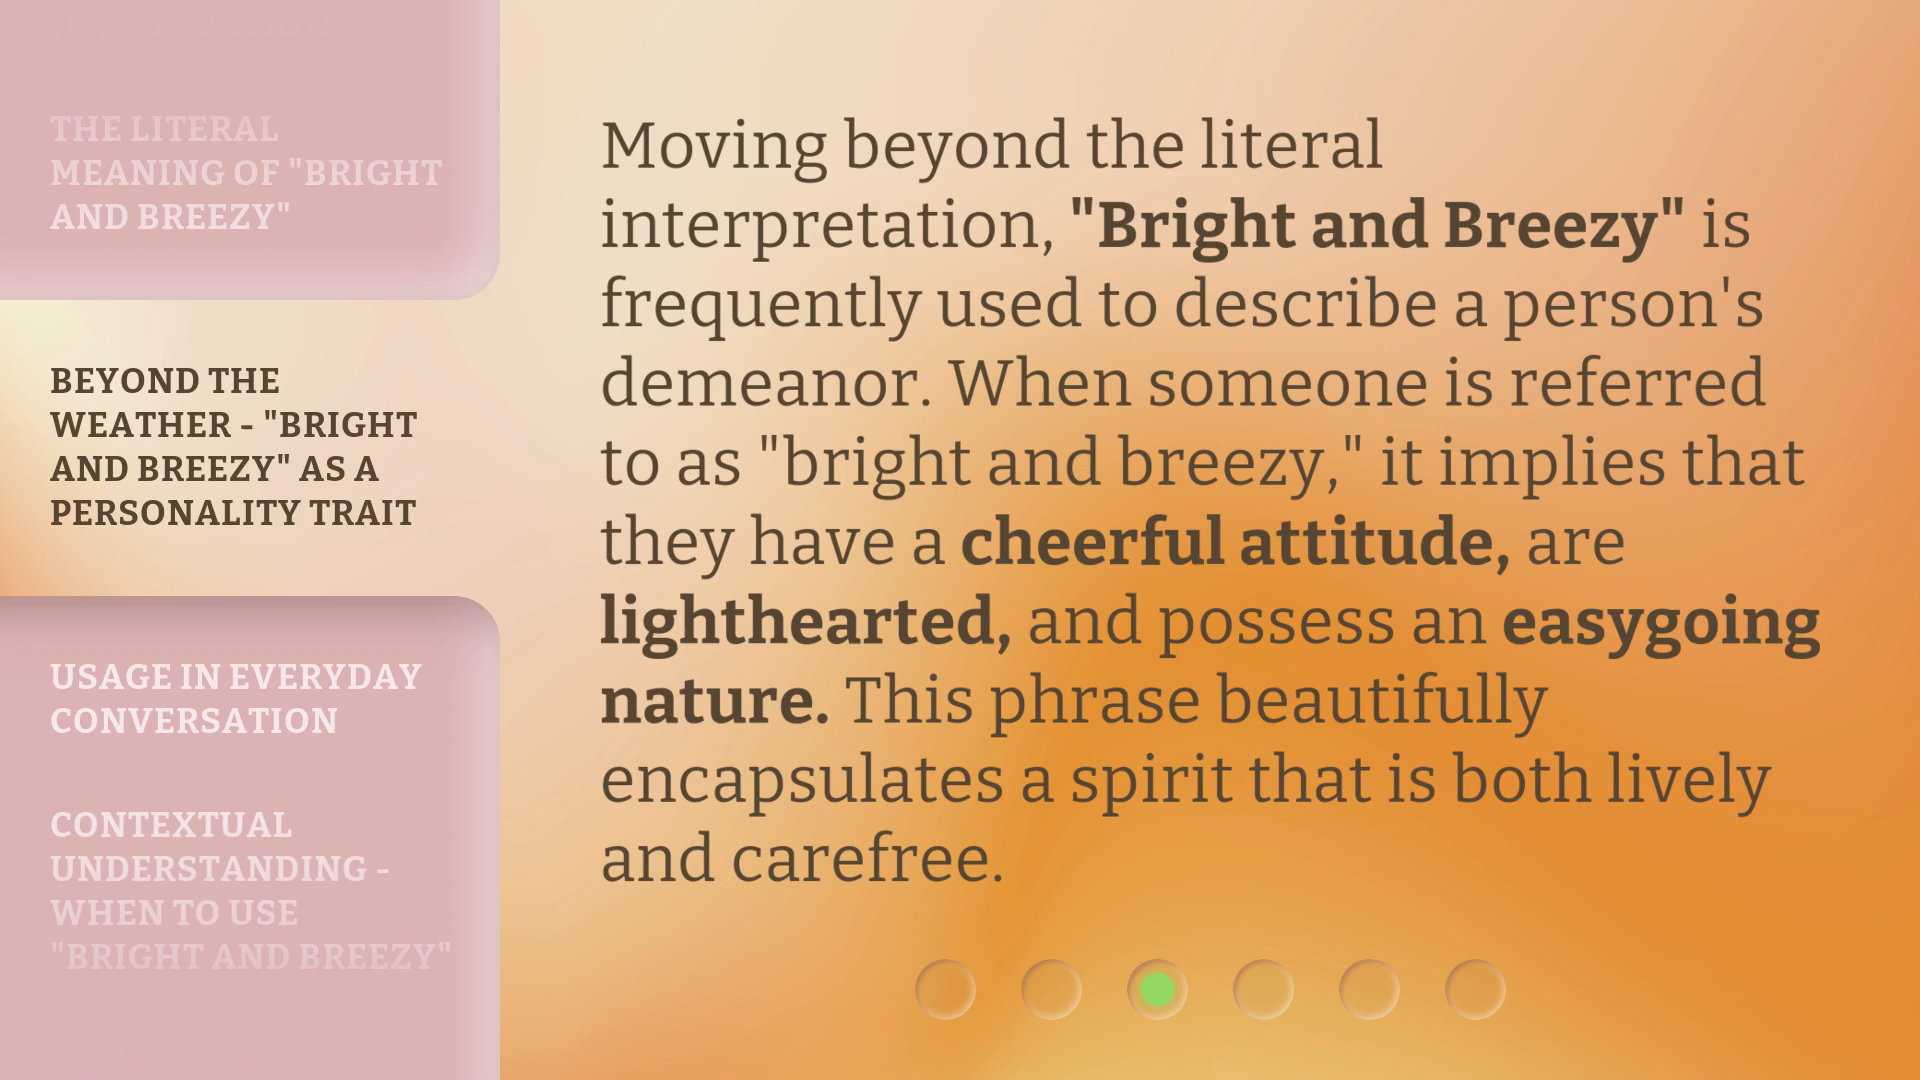 INTRODUCTION
THE LITERAL
MEANING OF "BRIGHT
AND BREEZY"
BEYOND THE
WEATHER - "BRIGHT
AND BREEZY" AS A
PERSONALITY TRAIT
USAGE IN EVERYDAY
CONVERSATION
CONTEXTUAL
UNDERSTANDING -
WHEN TO USE
"BRIGHT AND BREEZY"
CONCLUSION
Moving beyond the literal
interpretation, "Bright and Breezy" is
frequently used to describe a person's
demeanor. When someone is referred
to as "bright and breezy," it implies that
they have a cheerful attitude, are
lighthearted, and possess an easygoing
nature. This phrase beautifully
encapsulates a spirit that is both lively
and carefree.